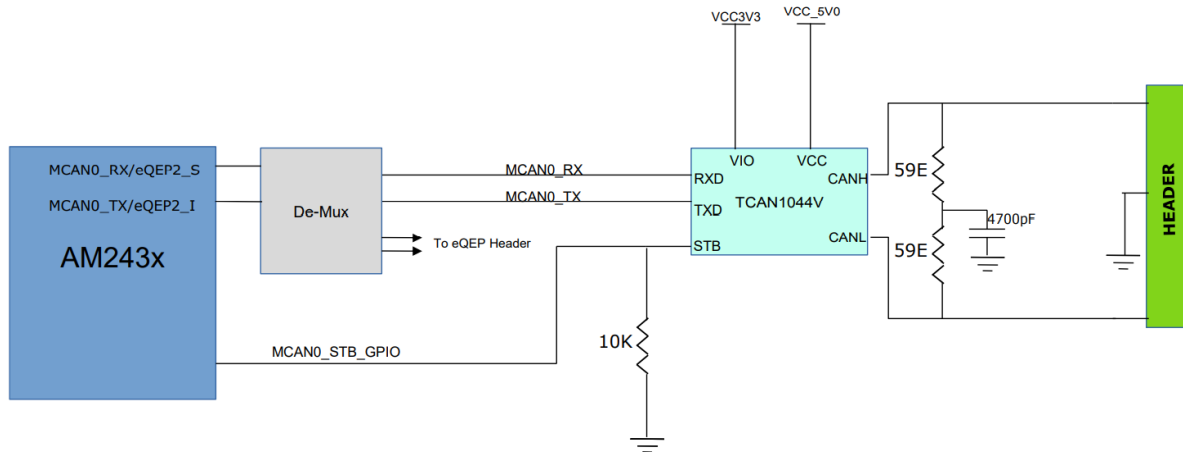 VCC3V3
VCC_5V0
MCAN0_RX/eQEP2_S
MCAN0_TX/eQEP2_I
AM243x
De-Mux
To eQEP Header
MCAN0_RX
MCAN0_TX
MCAN0_STB_GPIO
10K
VIO
VCC
RXD
TXD
STB
TCAN1044V
CANH
CANL
59E
59E
4700pF
HEADER